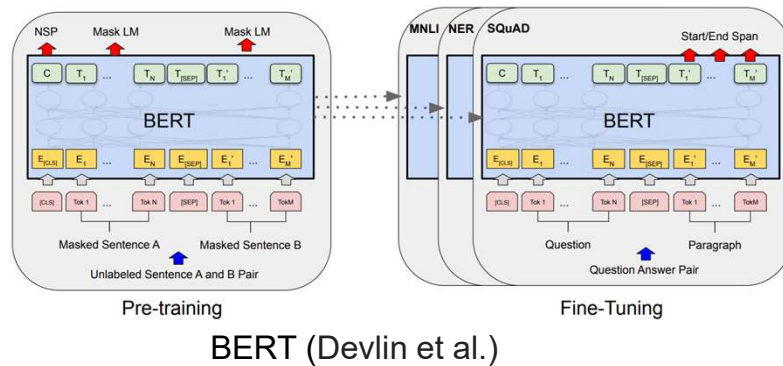 NSP Mask LM Mask LM
C T1 ... TN T[SEP] T1' ... TM'
BERT
E[CLS] E1 ... EN E[SEP] E1' ... EM'
[CLS] Tok 1 ... Tok N [SEP] Tok 1 ... TokM
Masked Sentence A Masked Sentence B
Unlabeled Sentence A and B Pair
Pre-training
MNLI NER SQuAD
Start/End Span
C T1 ... TN T[SEP] T1' ... TM'
BERT
E[CLS] E1 ... EN E[SEP] E1' ... EM'
[CLS] Tok 1 ... Tok N [SEP] Tok 1 ... TokM
Question Paragraph
Question Answer Pair
Fine-Tuning
BERT (Devlin et al.)